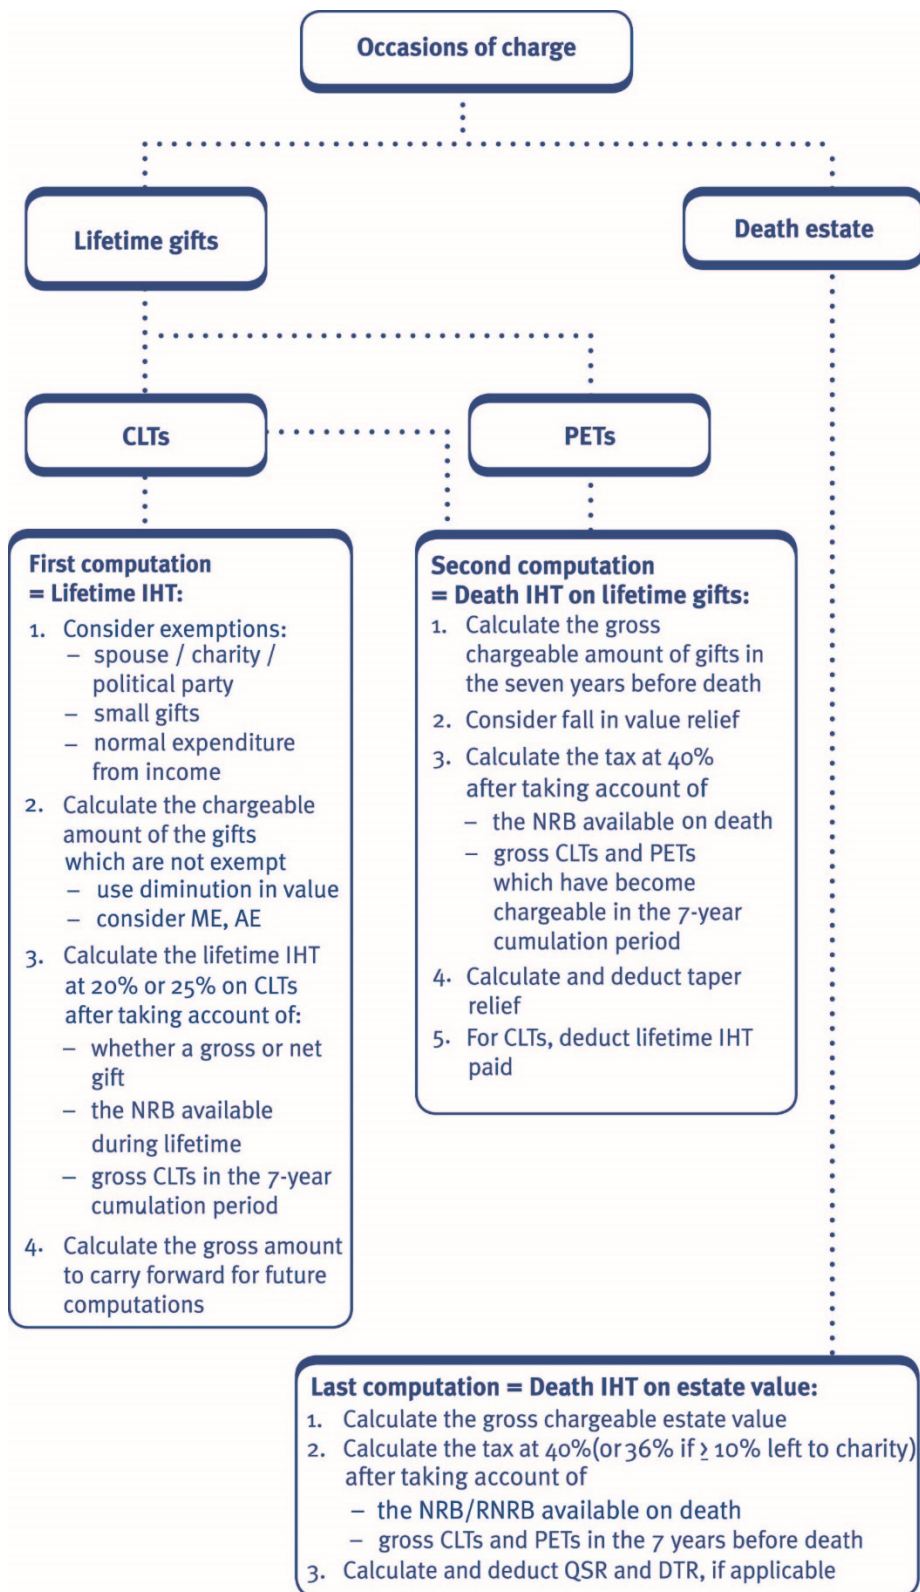 Occasions of charge
Lifetime gifts
Death estate
CLTs
PETs
First computation
= Lifetime IHT:
1. Consider exemptions:
– spouse / charity /
political party
– small gifts
– normal expenditure
from income
2. Calculate the chargeable
amount of the gifts
which are not exempt
– use diminution in value
– consider ME, AE
3. Calculate the lifetime IHT
at 20% or 25% on CLTs
after taking account of:
– whether a gross or net
gift
– the NRB available
during lifetime
– gross CLTs in the 7-year
cumulation period
4. Calculate the gross amount
to carry forward for future
computations
Second computation
= Death IHT on lifetime gifts:
1. Calculate the gross
chargeable amount of gifts in
the seven years before death
2. Consider fall in value relief
3. Calculate the tax at 40%
after taking account of
– the NRB available on death
– gross CLTs and PETs
which have become
chargeable in the 7-year
cumulation period
4. Calculate and deduct taper
relief
5. For CLTs, deduct lifetime IHT
paid
Last computation = Death IHT on estate value:
1. Calculate the gross chargeable estate value
2. Calculate the tax at 40%(or 36% if ≥ 10% left to charity)
after taking account of
– the NRB/RNRB available on death
– gross CLTs and PETs in the 7 years before death
3. Calculate and deduct QSR and DTR, if applicable